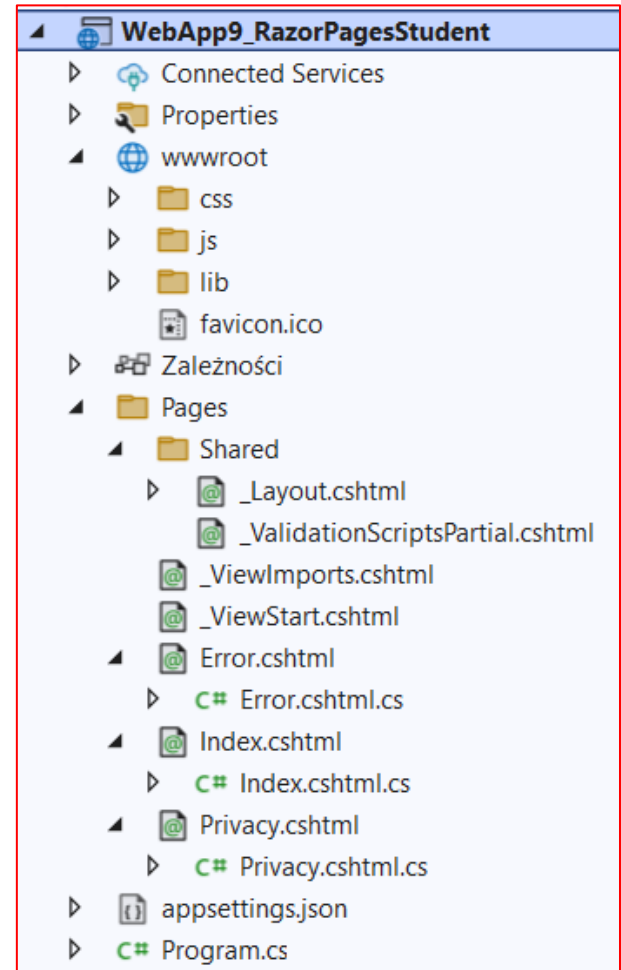 WebApp9_RazorPagesStudent
Connected Services
Properties
wwwroot
css
js
lib
favicon.ico
Zależności
Pages
Shared
_Layout.cshtml
_ValidationScriptsPartial.cshtml
_ViewImports.cshtml
_ViewStart.cshtml
Error.cshtml
C# Error.cshtml.cs
Index.cshtml
C# Index.cshtml.cs
Privacy.cshtml
C# Privacy.cshtml.cs
appsettings.json
C# Program.cs